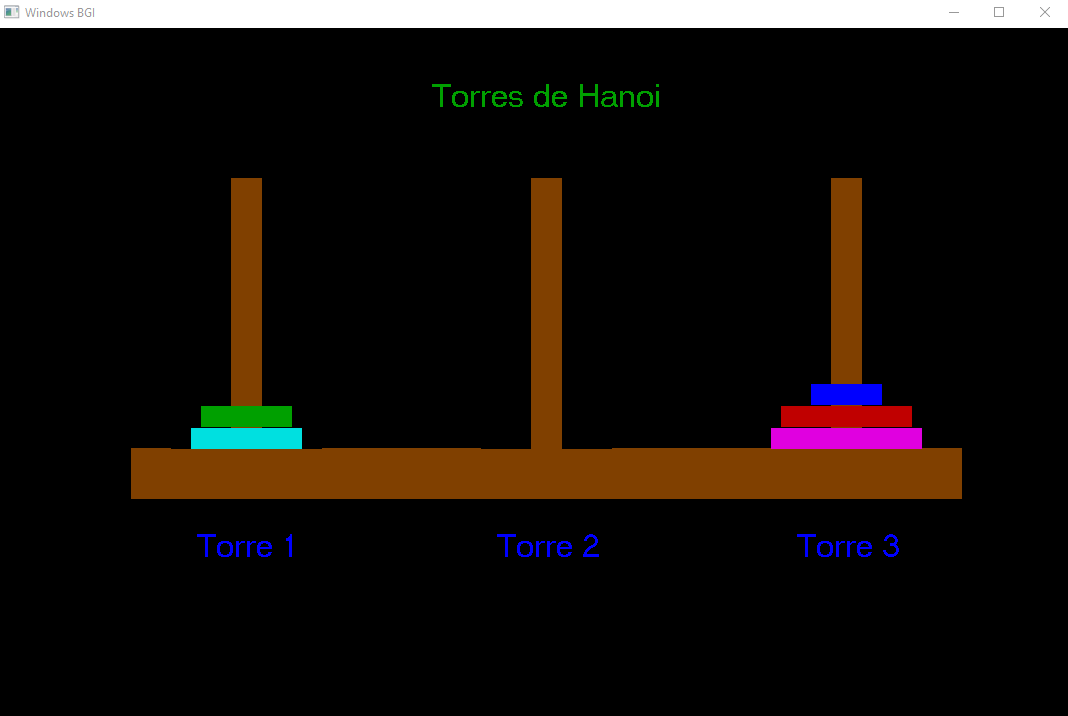 Windows BGI
Torres de Hanoi
Torre 1
Torre 2
Torre 3